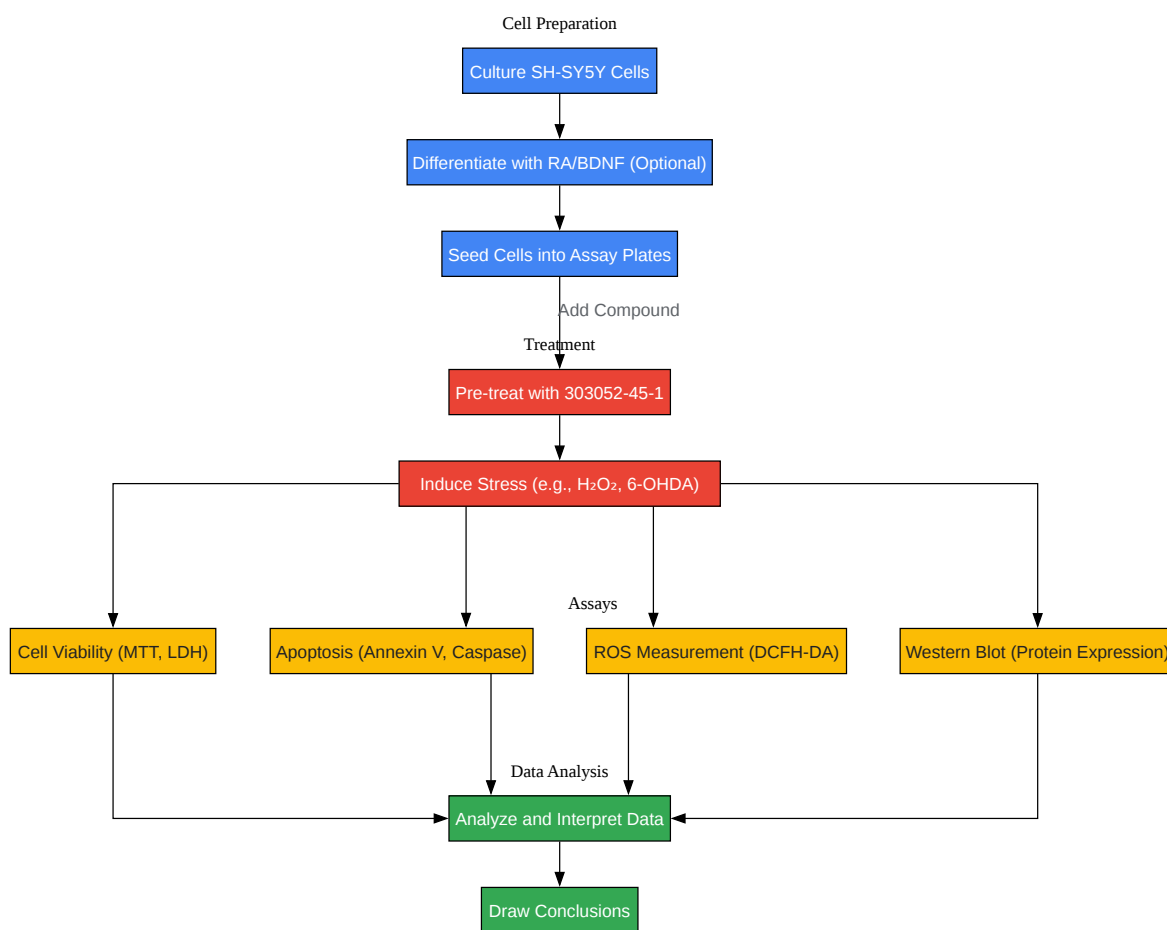 Cell Preparation
Culture SH-SY5Y Cells
Differentiate with RA/BDNF (Optional)
Seed Cells into Assay Plates
Add Compound
Treatment
Pre-treat with 303052-45-1
Induce Stress (e.g., H₂O₂, 6-OHDA)
Assays
Cell Viability (MTT, LDH)
Apoptosis (Annexin V, Caspase)
ROS Measurement (DCFH-DA)
Western Blot (Protein Expression)
Data Analysis
Analyze and Interpret Data
Draw Conclusions